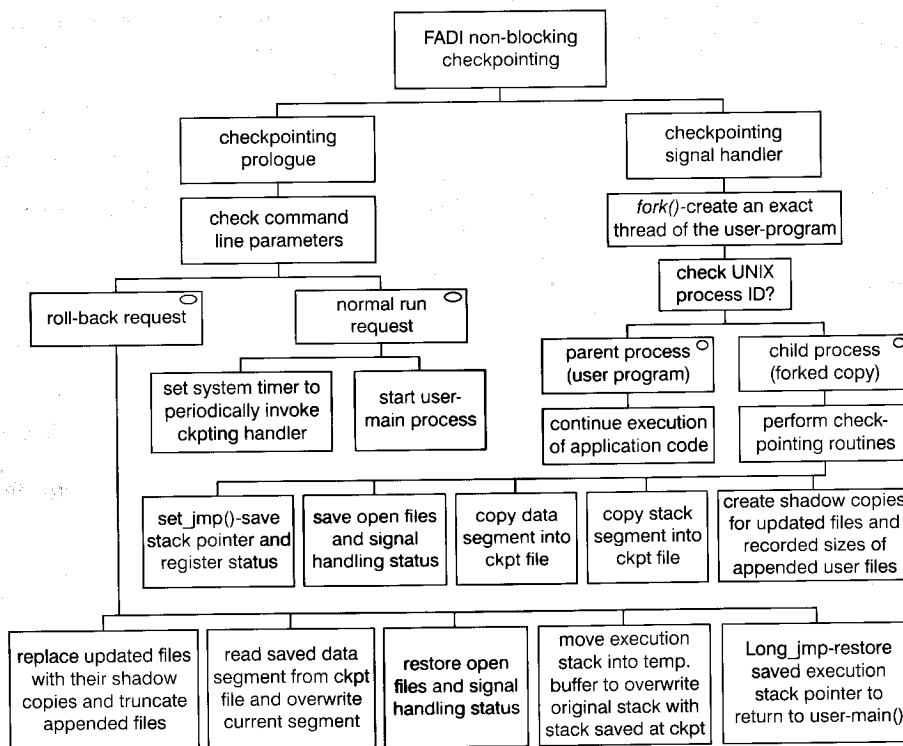 FADI non-blocking
checkpointing
checkpointing
prologue
checkpointing
signal handler
check command
line parameters
fork()-create an exact
thread of the user-program
check UNIX
process ID?
roll-back request
normal run
request
parent process
(user program)
child process
(forked copy)
set system timer to
periodically invoke
ckpting handler
start user-
main process
continue execution
of application code
perform check-
pointing routines
set_jmp()-save
stack pointer and
register status
save open files
and signal
handling status
copy data
segment into
ckpt file
copy stack
segment into
ckpt file
create shadow copies
for updated files and
recorded sizes of
appended user files
replace updated files
with their shadow
copies and truncate
appended files
read saved data
segment from ckpt
file and overwrite
current segment
restore open
files and signal
handling status
move execution
stack into temp.
buffer to overwrite
original stack with
stack saved at ckpt
Long_jmp-restore
saved execution
stack pointer to
return to user-main()